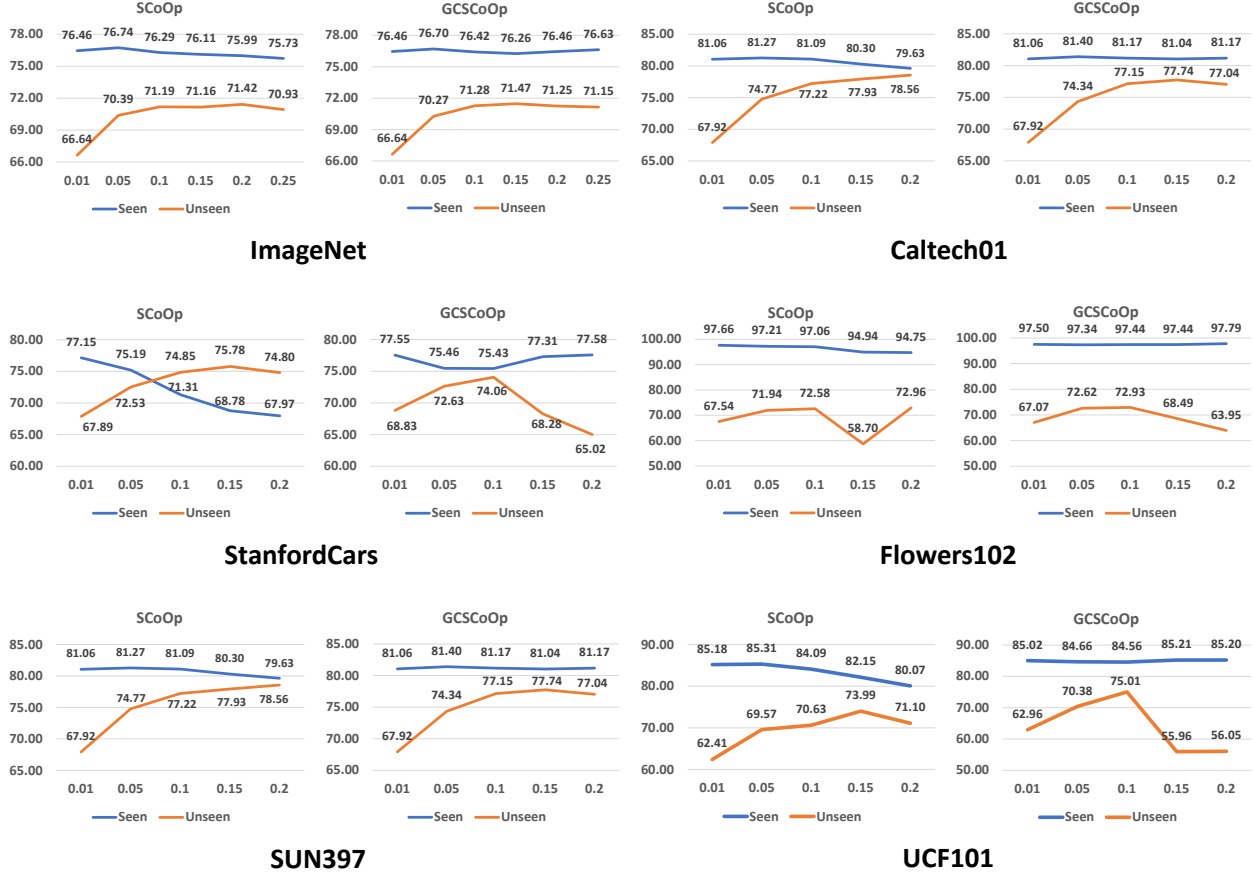 SCoOp
78.00
76.00
74.00
72.00
70.00
68.00
66.00
76.46 76.74 76.29 76.11 75.99 75.73
66.64 70.39 71.19 71.16 71.42 70.93
0.01 0.05 0.1 0.15 0.2 0.25
Seen Unseen
GCSCoOp
78.00
75.00
72.00
69.00
66.00
76.46 76.70 76.42 76.26 76.46 76.63
66.64 70.27 71.28 71.47 71.25 71.15
0.01 0.05 0.1 0.15 0.2 0.25
Seen Unseen
ImageNet
SCoOp
85.00
80.00
75.00
70.00
65.00
81.06 81.27 81.09 80.30 79.63
67.92 74.77 77.22 77.93 78.56
0.01 0.05 0.1 0.15 0.2
Seen Unseen
GCSCoOp
85.00
80.00
75.00
70.00
65.00
81.06 81.40 81.17 81.04 81.17
67.92 74.34 77.15 77.74 77.04
0.01 0.05 0.1 0.15 0.2
Seen Unseen
Caltech01
SCoOp
80.00
75.00
70.00
65.00
60.00
77.15 75.19 71.31 68.78 67.97
67.89 72.53 74.85 75.78 74.80
0.01 0.05 0.1 0.15 0.2
Seen Unseen
GCSCoOp
80.00
75.00
70.00
65.00
60.00
77.55 75.46 75.43 77.31 77.58
68.83 72.63 74.06 68.28 65.02
0.01 0.05 0.1 0.15 0.2
Seen Unseen
StanfordCars
SCoOp
100.00
90.00
80.00
70.00
60.00
50.00
97.66 97.21 97.06 94.94 94.75
67.54 71.94 72.58 58.70 72.96
0.01 0.05 0.1 0.15 0.2
Seen Unseen
GCSCoOp
100.00
90.00
80.00
70.00
60.00
50.00
97.50 97.34 97.44 97.44 97.79
67.07 72.62 72.93 68.49 63.95
0.01 0.05 0.1 0.15 0.2
Seen Unseen
Flowers102
SCoOp
85.00
80.00
75.00
70.00
65.00
81.06 81.27 81.09 80.30 79.63
67.92 74.77 77.22 77.93 78.56
0.01 0.05 0.1 0.15 0.2
Seen Unseen
GCSCoOp
85.00
80.00
75.00
70.00
65.00
81.06 81.40 81.17 81.04 81.17
67.92 74.34 77.15 77.74 77.04
0.01 0.05 0.1 0.15 0.2
Seen Unseen
SUN397
SCoOp
90.00
80.00
70.00
60.00
85.18 85.31 84.09 82.15 80.07
62.41 69.57 70.63 73.99 71.10
0.01 0.05 0.1 0.15 0.2
Seen Unseen
GCSCoOp
90.00
80.00
70.00
60.00
50.00
85.02 84.66 84.56 85.21 85.20
62.96 70.38 75.01 55.96 56.05
0.01 0.05 0.1 0.15 0.2
Seen Unseen
UCF101